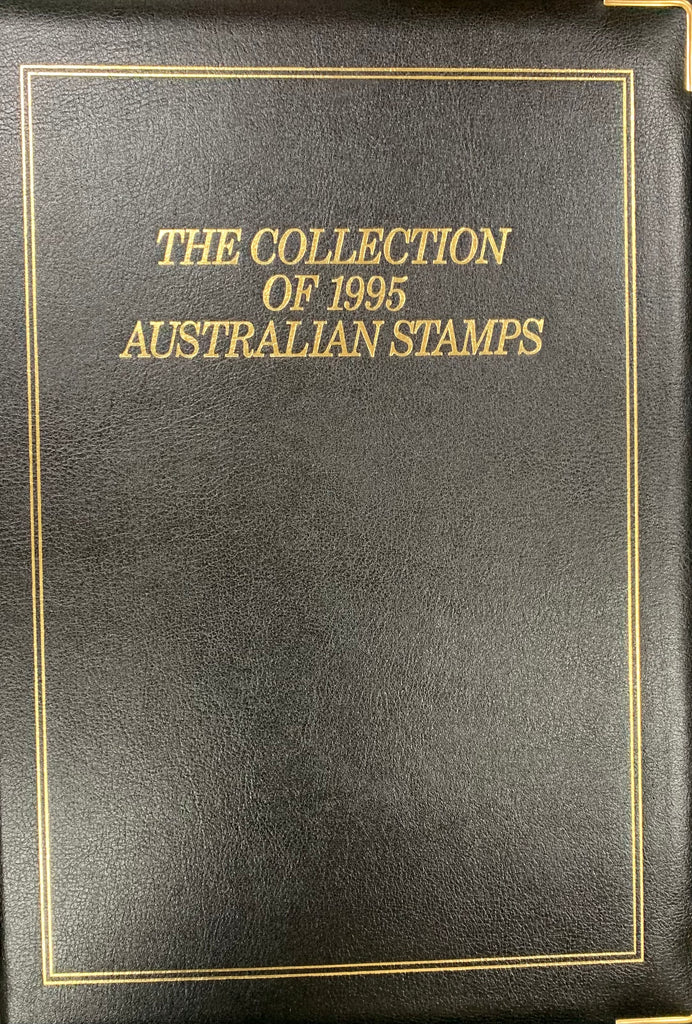 THE COLLECTION
OF 1995
AUSTRALIAN STAMPS